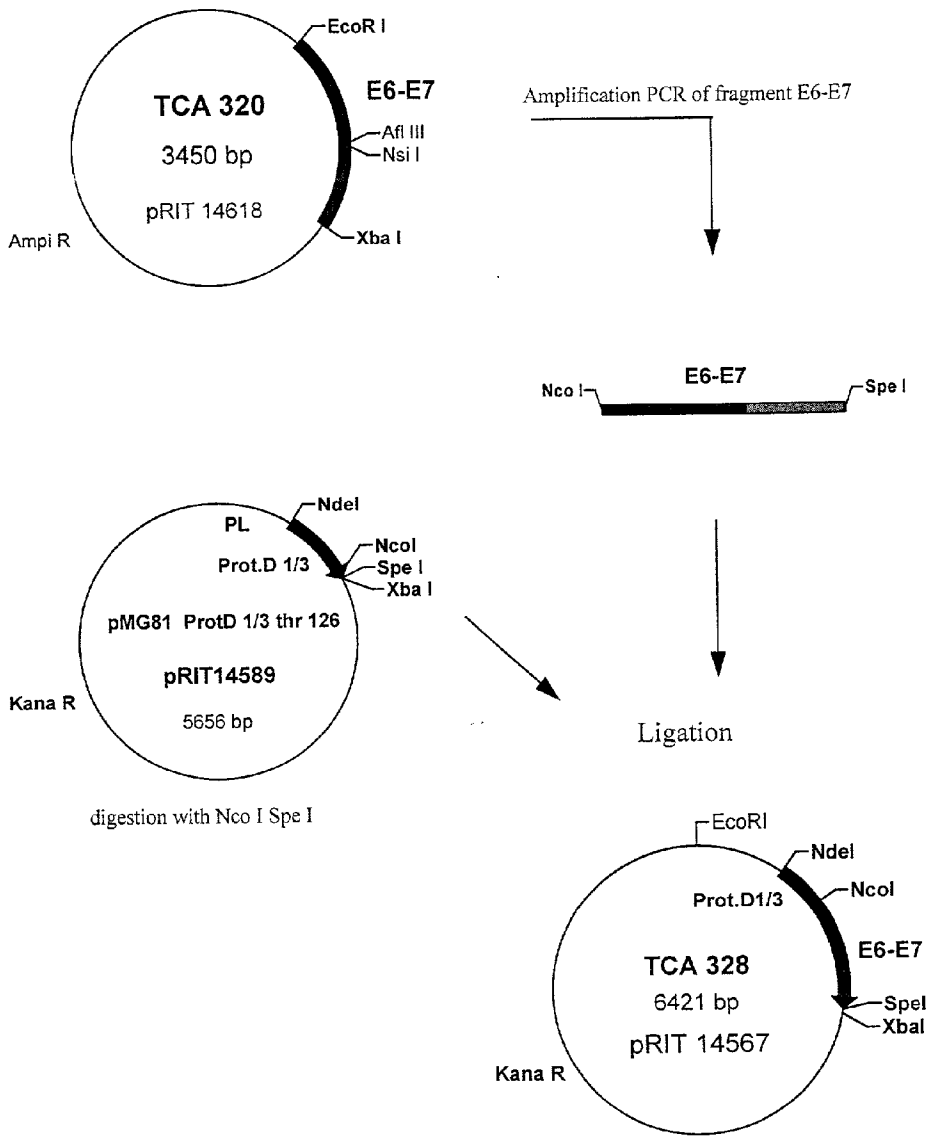 EcoR I
TCA 320
E6-E7
3450 bp
Afl III
Nsi I
pRIT 14618
Ampi R
Xba I
Amplification PCR of fragment E6-E7
E6-E7
Nco I
Spe I
NdeI
PL
NcoI
Prot.D 1/3
Spe I
Xba I
pMG81 ProtD 1/3 thr 126
pRIT14589
Kana R
5656 bp
digestion with Nco I Spe I
Ligation
EcoRI
NdeI
Prot.D1/3
NcoI
E6-E7
TCA 328
6421 bp
SpeI
XbaI
pRIT 14567
Kana R